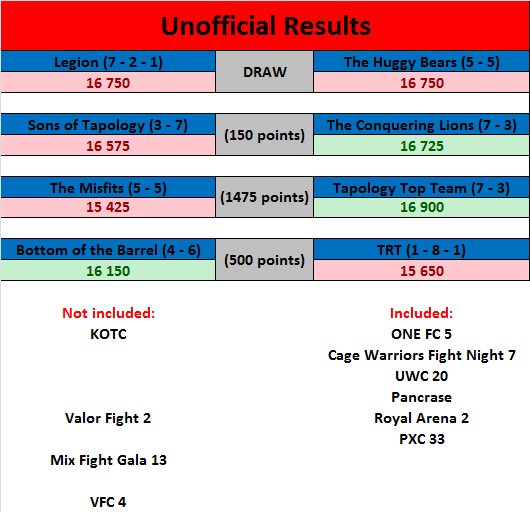 Unofficial Results
Legion (7 - 2 - 1) The Huggy Bears (5 - 5)
16 750 DRAW 16 750
Sons of Tapology (3 - 7) The Conquering Lions (7 - 3)
16 575 (150 points) 16 725
The Misfits (5 - 5) Tapology Top Team (7 - 3)
15 425 (1475 points) 16 900
Bottom of the Barrel (4 - 6) TRT (1 - 8 - 1)
16 150 (500 points) 15 650
Not included: Included:
KOTC ONE FC 5
Cage Warriors Fight Night 7
UWC 20
Pancrase
Valor Fight 2 Royal Arena 2
PXC 33
Mix Fight Gala 13
VFC 4